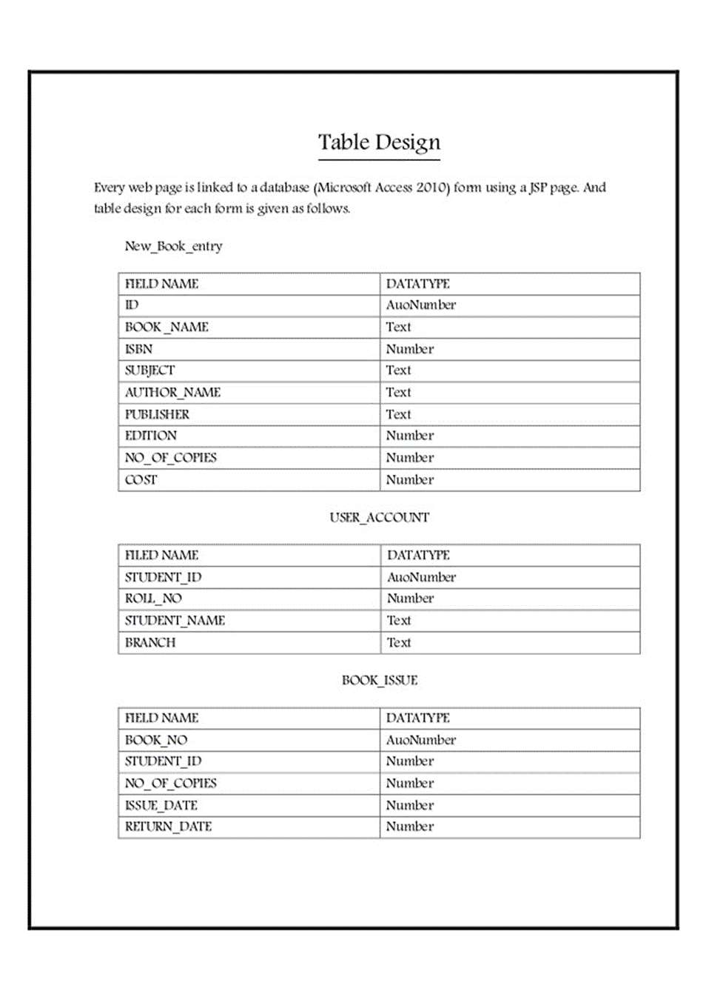 Table Design
Every web page is linked to a database (Microsoft Access 2010) form using a JSP page. And
table design for each form is given as follows.
New_Book_entry
FIELD NAME DATATYPE
ID AuoNumber
BOOK _NAME Text
ISBN Number
SUBJECT Text
AUTHOR_NAME Text
PUBLISHER Text
EDITION Number
NO_OF_COPIES Number
COST Number
USER_ACCOUNT
FILED NAME DATATYPE
STUDENT_ID AuoNumber
ROLL_NO Number
STUDENT_NAME Text
BRANCH Text
BOOK_ISSUE
FIELD NAME DATATYPE
BOOK_NO AuoNumber
STUDENT_ID Number
NO_OF_COPIES Number
ISSUE_DATE Number
RETURN_DATE Number